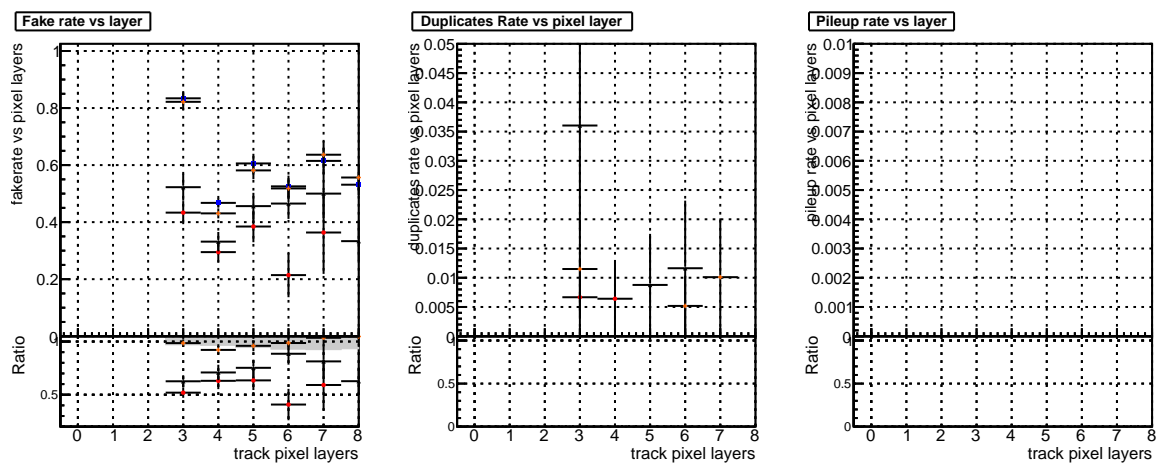 Fake rate vs layer
fakerate vs pixel layers
1
0.8
0.6
0.4
0.2
0
Ratio
0.5
0 1 2 3 4 5 6 7 8
track pixel layers
Duplicates Rate vs pixel layer
duplicates rate vs pixel layers
0.05
0.045
0.04
0.035
0.03
0.025
0.02
0.015
0.01
0.005
0
Ratio
1
0.5
0
0 1 2 3 4 5 6 7 8
track pixel layers
Pileup rate vs layer
pileup rate vs pixel layers
0.01
0.009
0.008
0.007
0.006
0.005
0.004
0.003
0.002
0.001
0
Ratio
1
0.5
0
0 1 2 3 4 5 6 7 8
track pixel layers